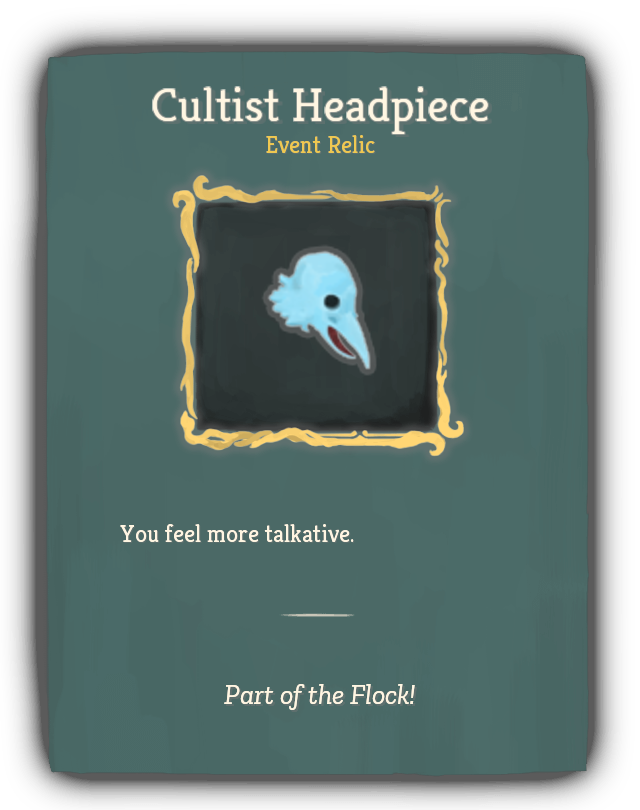 Cultist Headpiece
Event Relic
You feel more talkative.
Part of the Flock!